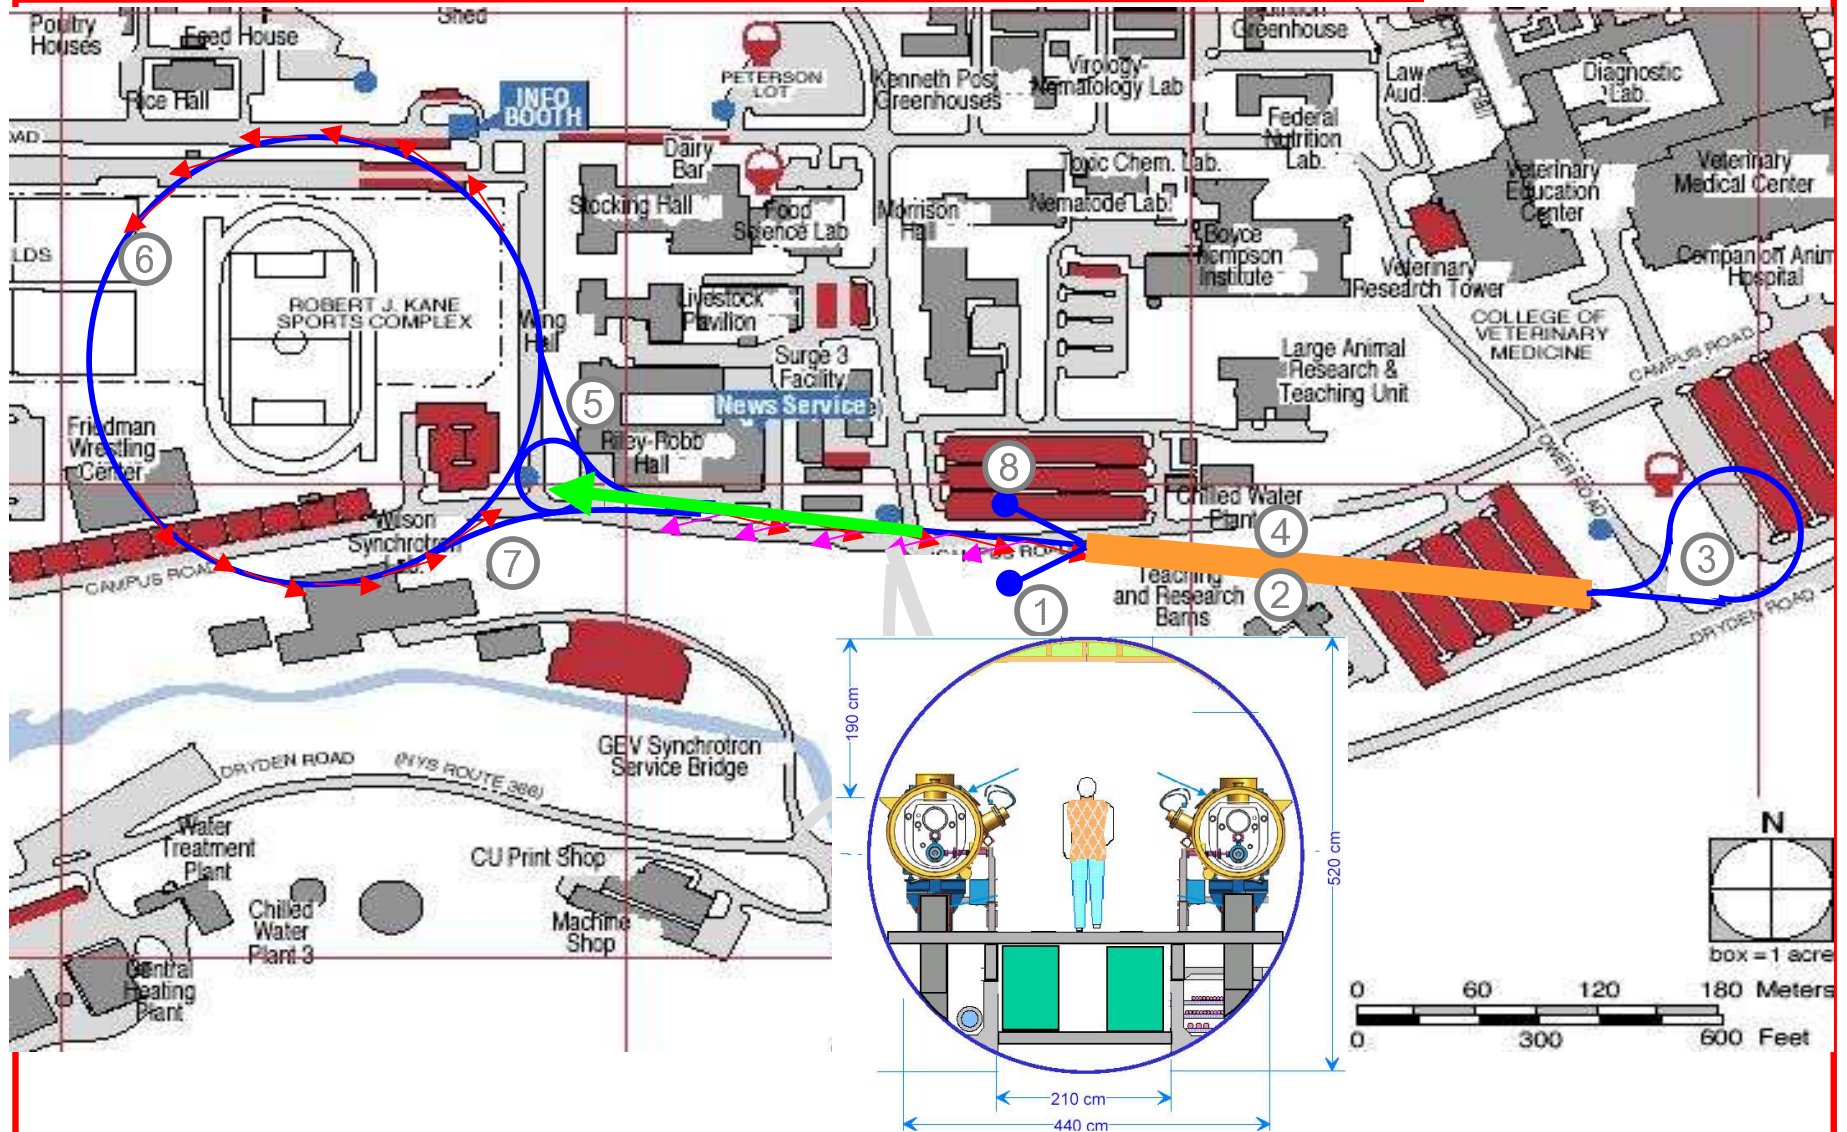 Poultry
Houses
Feed House
Shed
Rice Hall
INFO
BOOTH
PETERSON
LOT
Kenneth Post
Greenhouses
Virology-
Nematology Lab
Greenhouse
Law
Aud.
Diagnostic
Lab.
Federal
Nutrition
Lab.
Dairy
Bar
Stocking Hall
Food
Science Lab
Morrison
Hall
Toxic Chem. Lab.
Nematode Lab.
Boyce
Thompson
Institute
Veterinary
Education
Center
Veterinary
Medical Center
Veterinary
Research Tower
Companion Anim
Hospital
COLLEGE OF
VETERINARY
MEDICINE
CAMPUS ROAD
OAD
LDS
6
ROBERT J. KANE
SPORTS COMPLEX
Wing
Hall
Livestock
Pavilion
Surge 3
Facility
News Service
Large Animal
Research &
Teaching Unit
5
Friedman
Wrestling
Center
Riley-Robb
Hall
8
Chilled Water
Plant
4
TOWER ROAD
3
Wilson
Synchrotron
Lab.
7
CAMPUS ROAD
CAMPUS ROAD
1
Teaching
and Research
Barns
2
DRYDEN ROAD
GEV Synchrotron
Service Bridge
DRYDEN ROAD
(NYS ROUTE 366)
Water
Treatment
Plant
CU Print Shop
Chilled
Water
Plant 3
Machine
Shop
Central
Heating
Plant
190 cm
520 cm
210 cm
440 cm
N
box = 1 acre
0 60 120 180 Meters
0 300 600 Feet